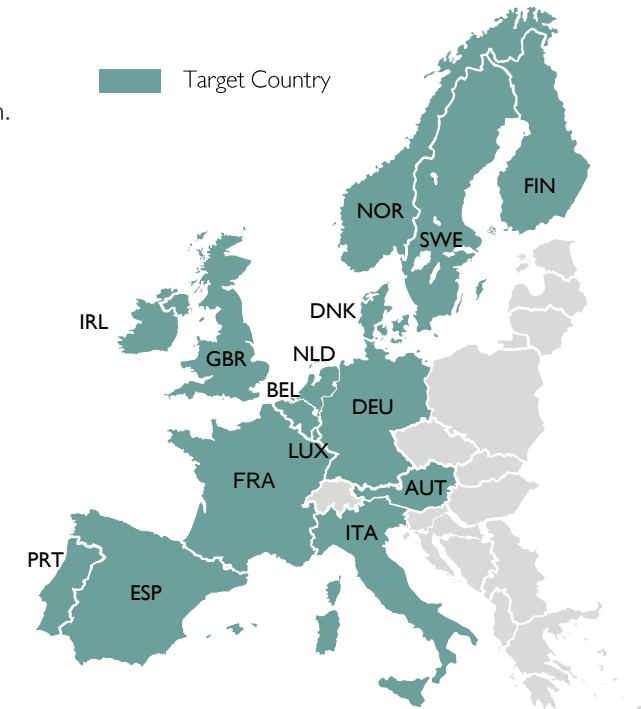 Target Country
n.
FIN
NOR
SWE
DNK
IRL
NLD
GBR
BEL
DEU
LUX
FRA
AUT
ITA
PRT
ESP